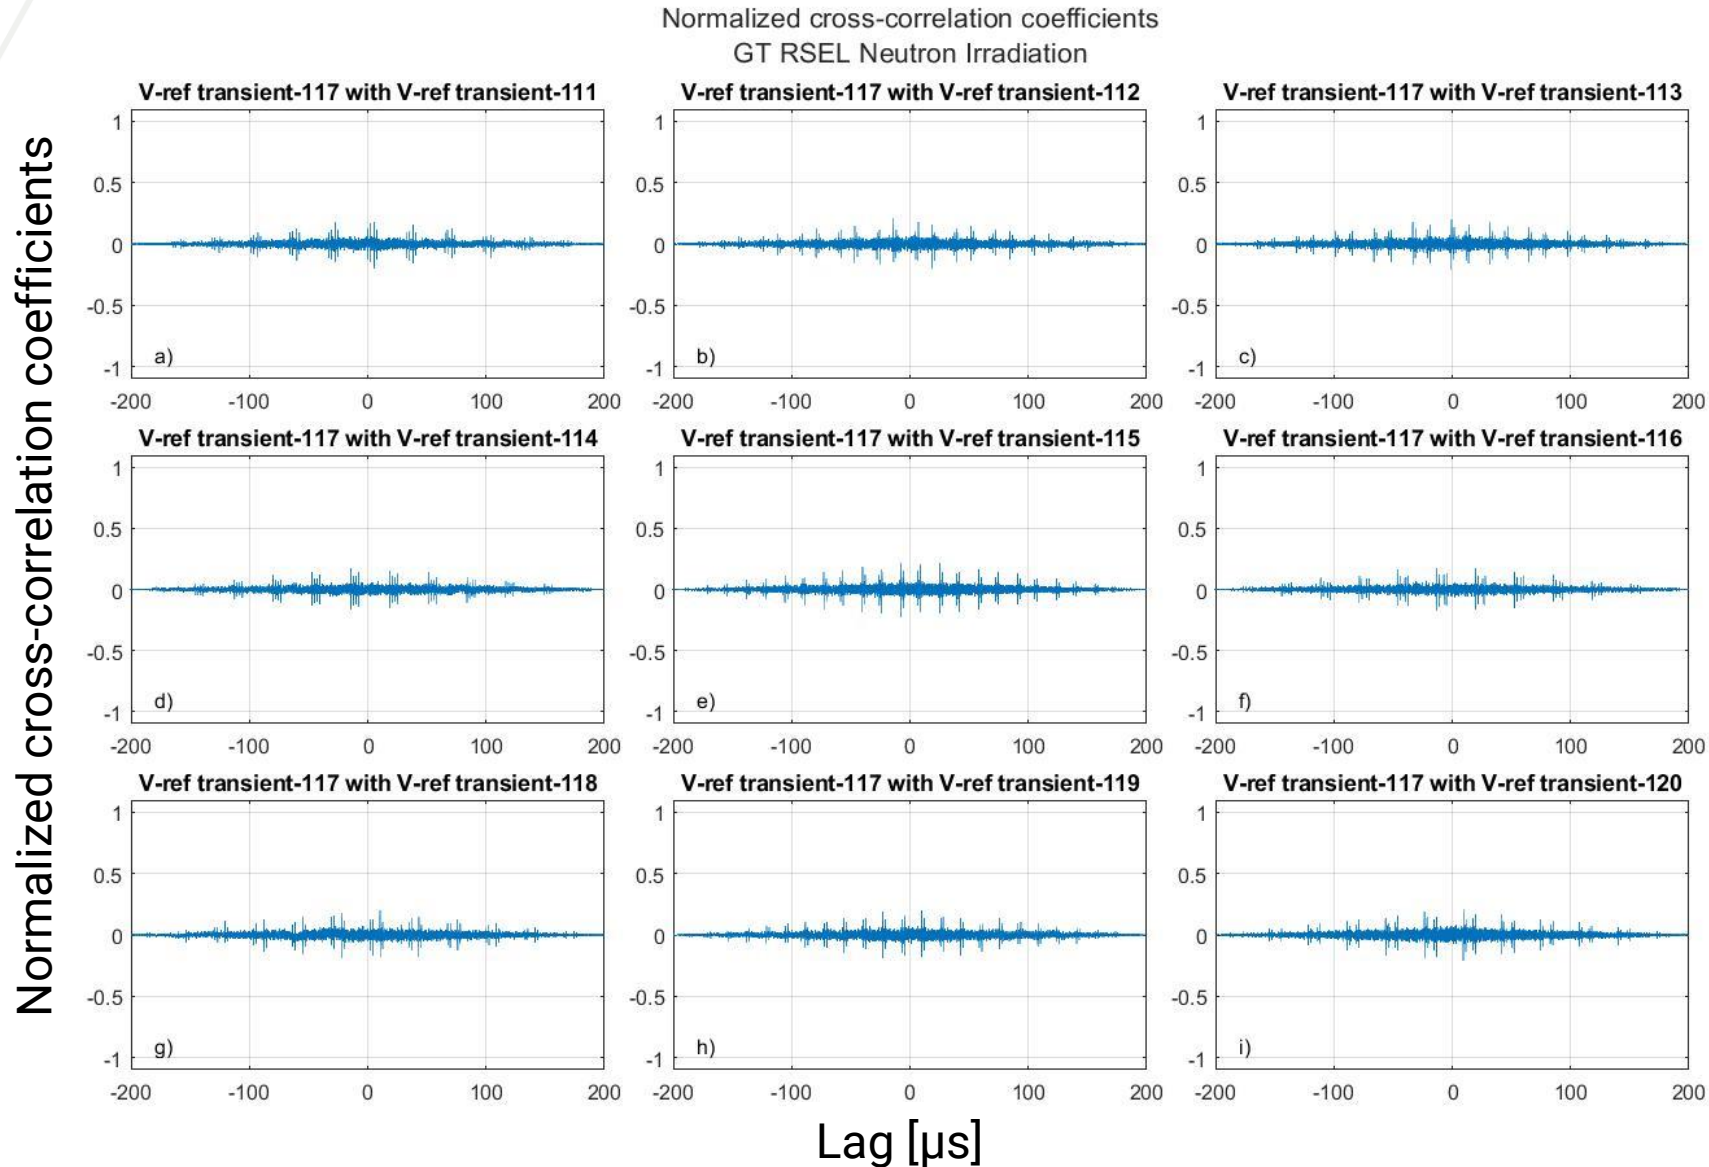 Normalized cross-correlation coefficients
GT RSEL Neutron Irradiation
Normalized cross-correlation coefficients
V-ref transient-117 with V-ref transient-111
1
0.5
0
-0.5
-1
a)
-200 -100 0 100 200
V-ref transient-117 with V-ref transient-112
1
0.5
0
-0.5
-1
b)
-200 -100 0 100 200
V-ref transient-117 with V-ref transient-113
1
0.5
0
-0.5
-1
c)
-200 -100 0 100 200
V-ref transient-117 with V-ref transient-114
1
0.5
0
-0.5
-1
d)
-200 -100 0 100 200
V-ref transient-117 with V-ref transient-115
1
0.5
0
-0.5
-1
e)
-200 -100 0 100 200
V-ref transient-117 with V-ref transient-116
1
0.5
0
-0.5
-1
f)
-200 -100 0 100 200
V-ref transient-117 with V-ref transient-118
1
0.5
0
-0.5
-1
g)
-200 -100 0 100 200
V-ref transient-117 with V-ref transient-119
1
0.5
0
-0.5
-1
h)
-200 -100 0 100 200
V-ref transient-117 with V-ref transient-120
1
0.5
0
-0.5
-1
i)
-200 -100 0 100 200
Lag [μs]